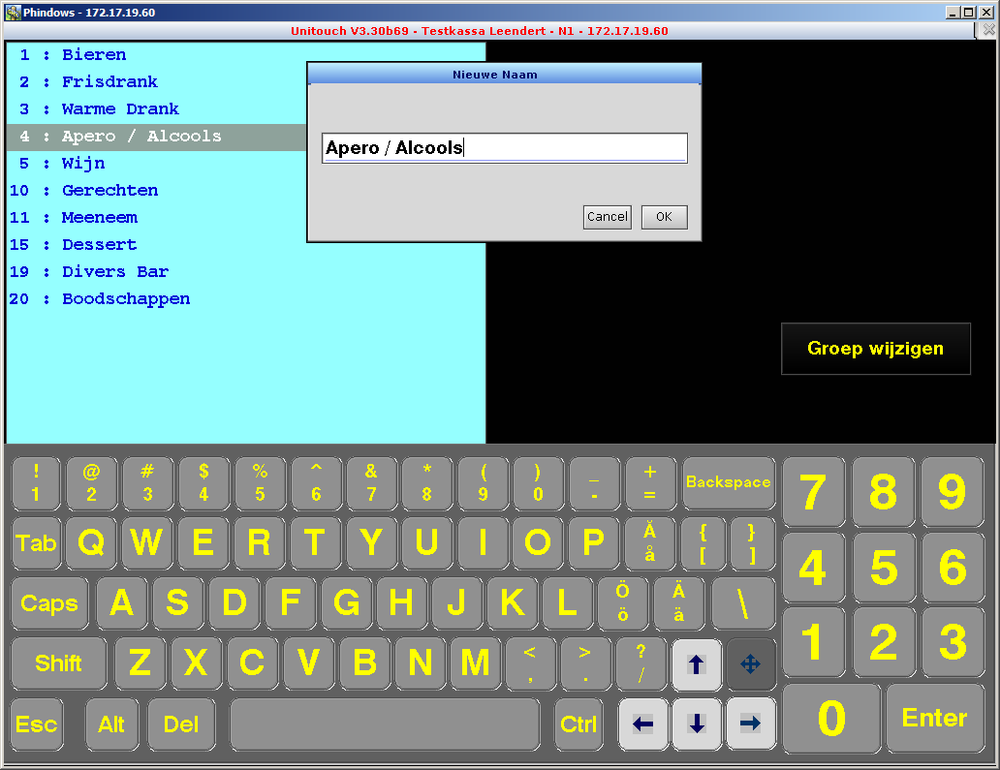 Phindows - 172.17.19.60
Unitouch V3.30b69 - Testkassa Leendert - N1 - 172.17.19.60
1 : Bieren
2 : Frisdrank
3 : Warme Drank
4 : Apero / Alcools
5 : Wijn
10 : Gerechten
11 : Meeneem
15 : Dessert
19 : Divers Bar
20 : Boodschappen
Nieuwe Naam
Apero / Alcools
Cancel OK
Groep wijzigen
! @ # $ % ^ & * ( ) _ +
1 2 3 4 5 6 7 8 9 0 - =
Backspace
7 8 9
Tab Q W E R T Y U I O P Å { }
å [ ]
4 5 6
Caps A S D F G H J K L Ö Ä \
ö ä
1 2 3
Shift Z X C V B N M < > ?
, . /
Esc Alt Del Ctrl
0 Enter